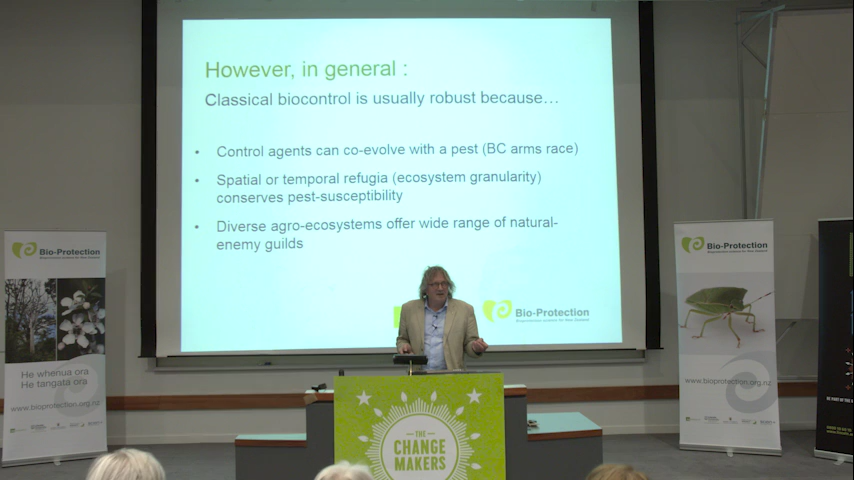 However, in general :
Classical biocontrol is usually robust because…
• Control agents can co-evolve with a pest (BC arms race)
• Spatial or temporal refugia (ecosystem granularity)
conserves pest-susceptibility
• Diverse agro-ecosystems offer wide range of natural-
enemy guilds
Bio-Protection
Bio-Protection
He whenua ora
He tangata ora
www.bioprotection.org.nz
Bio-Protection
www.bioprotection.org.nz
THE
CHANGE
MAKERS